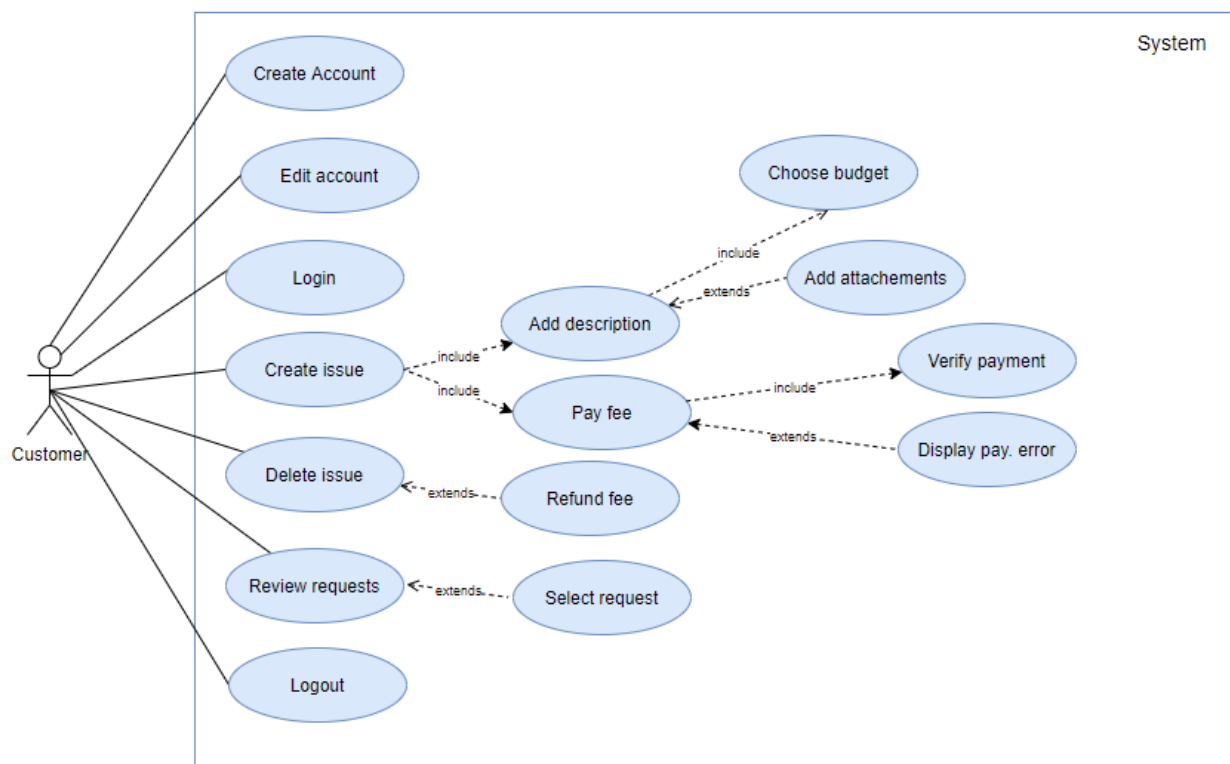 System
Create Account
Edit account
Choose budget
include
Login
Add attachements
extends
Add description
Create issue
include
include
Verify payment
include
Pay fee
extends
Display pay. error
Customer
Delete issue
extends
Refund fee
Review requests
extends
Select request
Logout